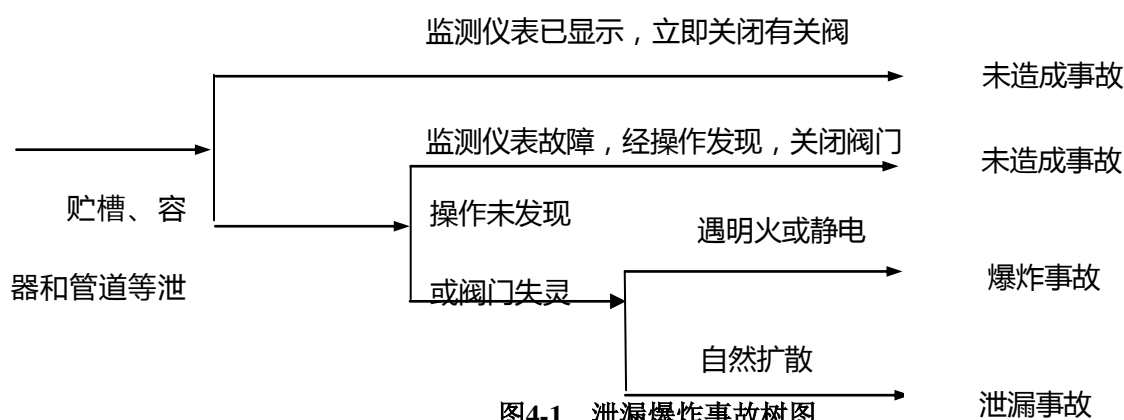 监测仪表已显示，立即关闭有关阀
未造成事故
监测仪表故障，经操作发现，关闭阀门
未造成事故
贮槽、容
器和管道等泄
操作未发现
或阀门失灵
遇明火或静电
爆炸事故
自然扩散
泄漏事故
图4-1 泄漏爆炸事故树图